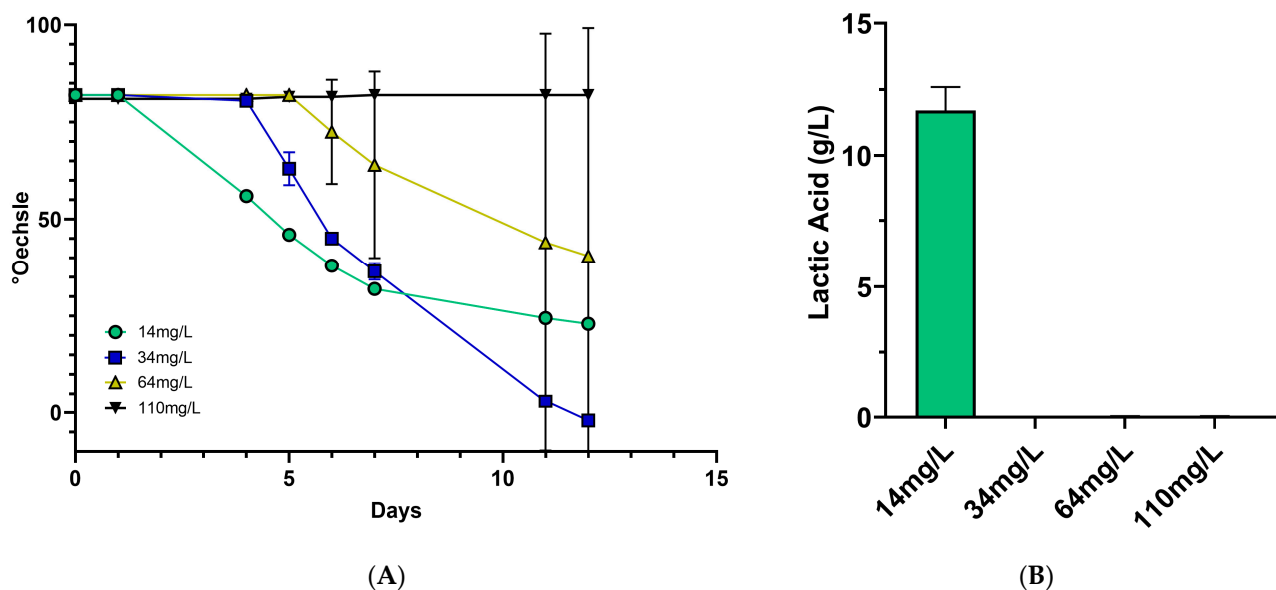 100
50
0
°Oechsle
14mg/L
34mg/L
64mg/L
110mg/L
0
5
10
15
Days
(A)
15
10
5
0
Lactic Acid (g/L)
14mg/L
34mg/L
64mg/L
110mg/L
(B)